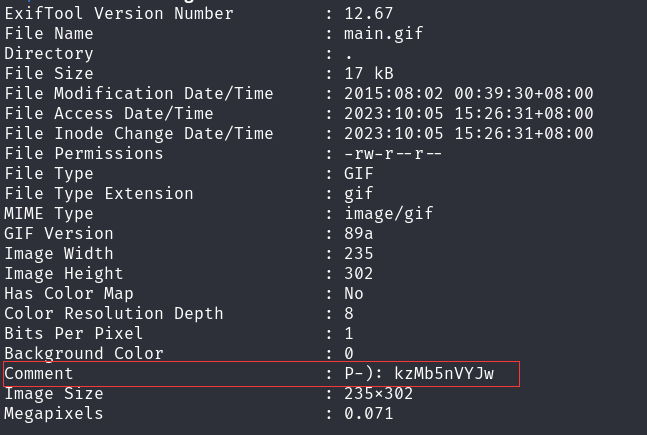 ExifTool Version Number : 12.67
File Name : main.gif
Directory : .
File Size : 17 kB
File Modification Date/Time : 2015:08:02 00:39:30+08:00
File Access Date/Time : 2023:10:05 15:26:31+08:00
File Inode Change Date/Time : 2023:10:05 15:26:31+08:00
File Permissions : -rw-r--r--
File Type : GIF
File Type Extension : gif
MIME Type : image/gif
GIF Version : 89a
Image Width : 235
Image Height : 302
Has Color Map : No
Color Resolution Depth : 8
Bits Per Pixel : 1
Background Color : 0
Comment : P-): kzMb5nVYJw
Image Size : 235×302
Megapixels : 0.071